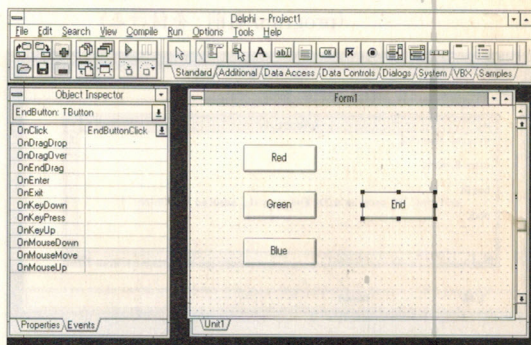 Delphi - Project1
File Edit Search View Compile Run Options Tools Help
A ab OK
Standard Additional Data Access Data Controls Dialogs System VBX Samples
Object Inspector
EndButton: TButton
OnClick EndButtonClick
OnDragDrop
OnDragOver
OnEndDrag
OnEnter
OnExit
OnKeyDown
OnKeyPress
OnKeyUp
OnMouseDown
OnMouseMove
OnMouseUp
Properties Events
Form1
Red
Green End
Blue
Unit1